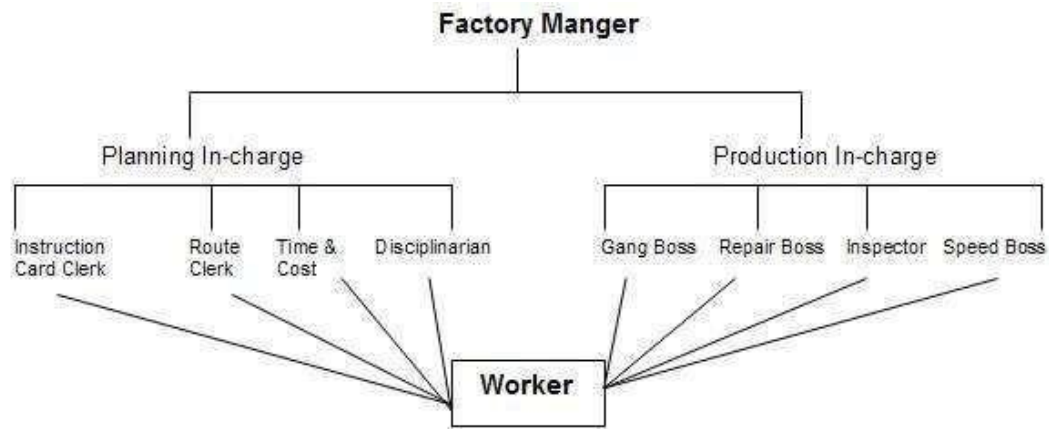 Factory Manger
Planning In-charge
Production In-charge
Instruction
Card Clerk
Route
Clerk
Time &
Cost
Disciplinarian
Gang Boss
Repair Boss
Inspector
Speed Boss
Worker